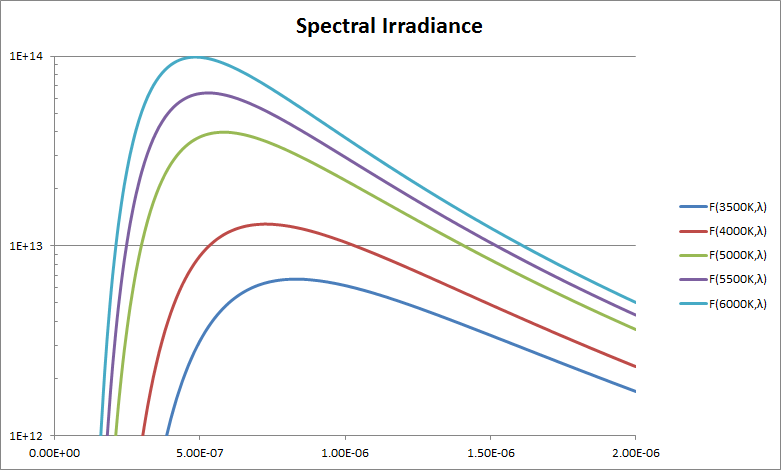 Spectral Irradiance
1E+14
1E+13
1E+12
0.00E+00 5.00E-07 1.00E-06 1.50E-06 2.00E-06
F(3500K,λ)
F(4000K,λ)
F(5000K,λ)
F(5500K,λ)
F(6000K,λ)